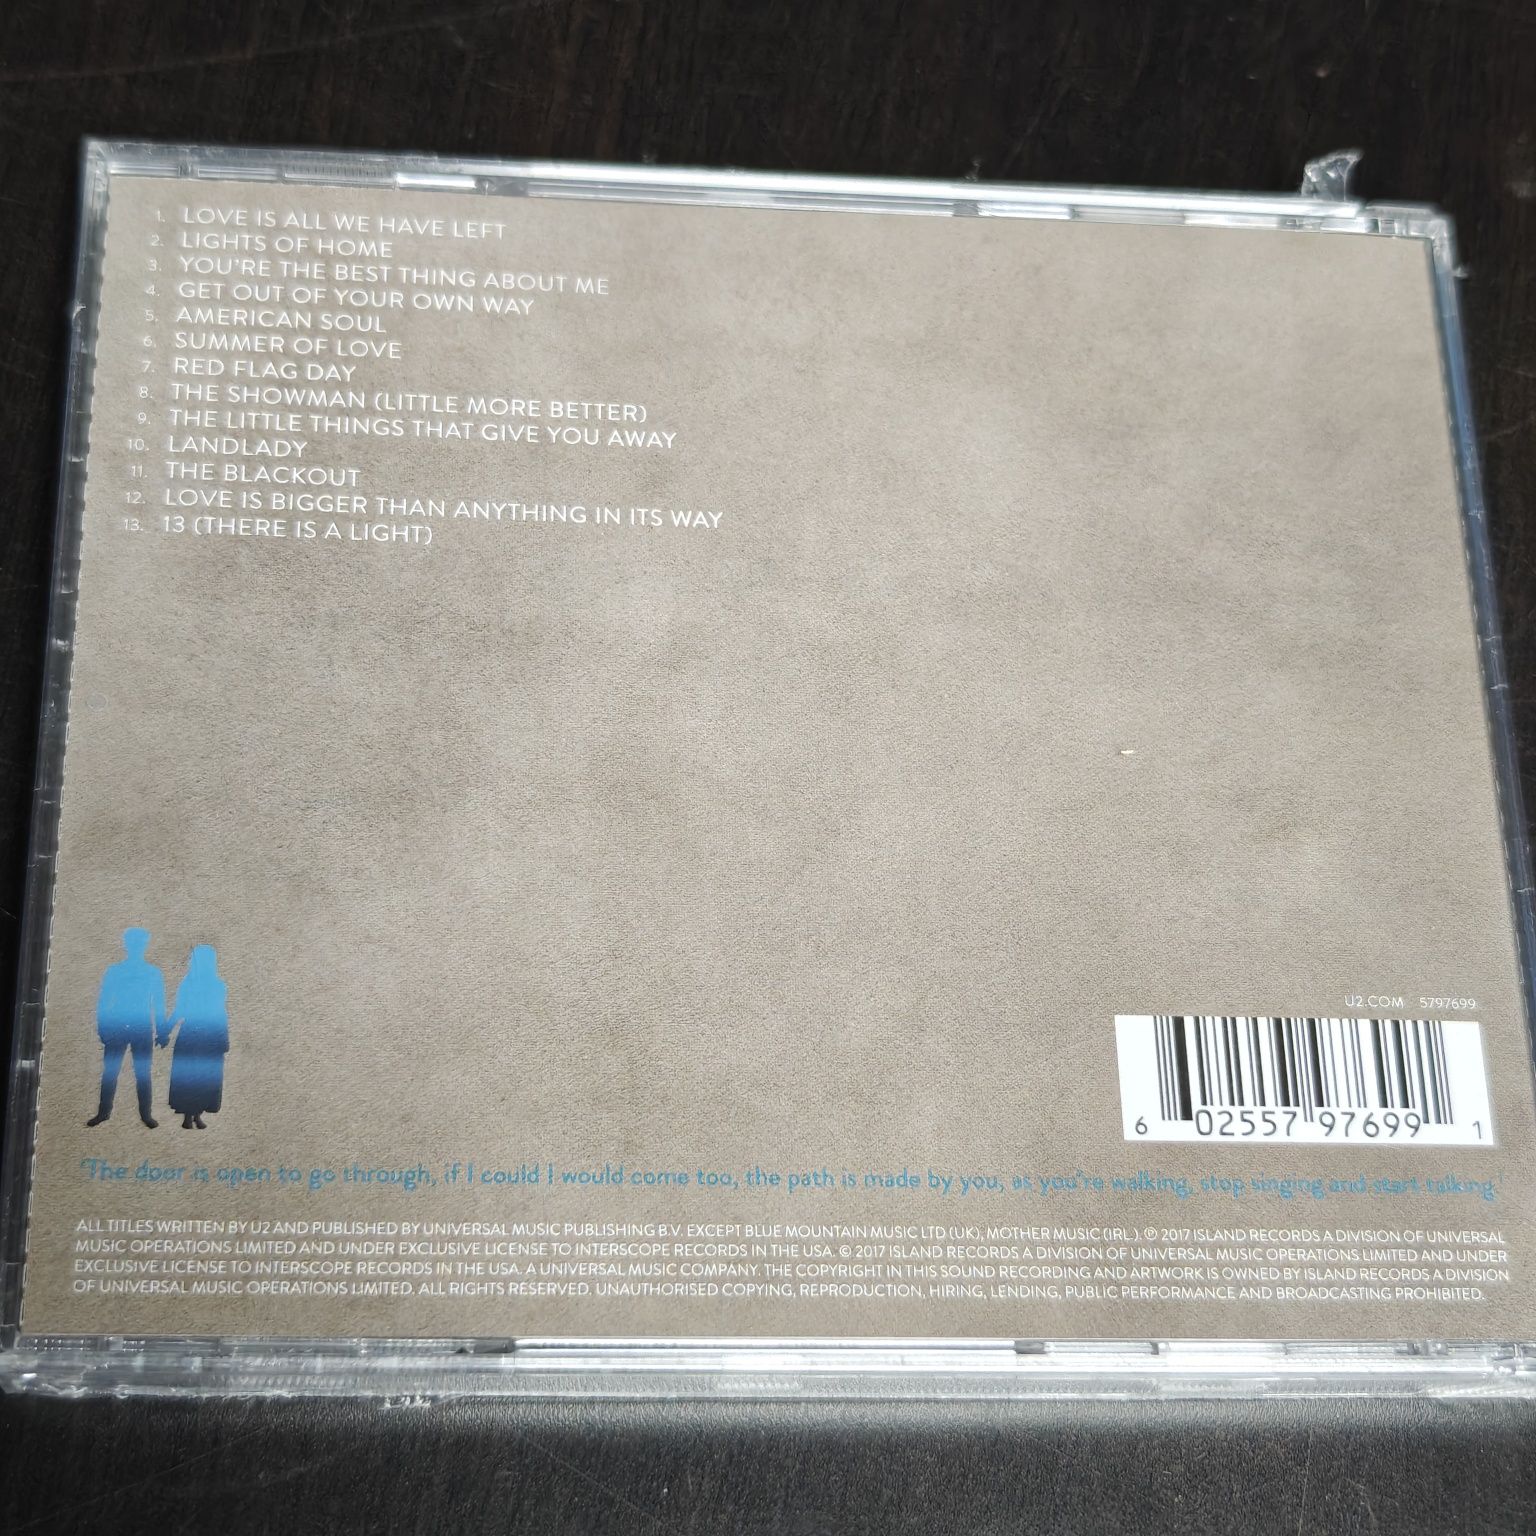 1. LOVE IS ALL WE HAVE LEFT
2. LIGHTS OF HOME
3. YOU'RE THE BEST THING ABOUT ME
4. GET OUT OF YOUR OWN WAY
5. AMERICAN SOUL
6. SUMMER OF LOVE
7. RED FLAG DAY
8. THE SHOWMAN (LITTLE MORE BETTER)
9. THE LITTLE THINGS THAT GIVE YOU AWAY
10. LANDLADY
11. THE BLACKOUT
12. LOVE IS BIGGER THAN ANYTHING IN ITS WAY
13. 13 (THERE IS A LIGHT)
U2.COM 5797699
6 02557 97699 1
'The door is open to go through, if I could I would come too, the path is made by you, as you're walking, stop singing and start talking.'
ALL TITLES WRITTEN BY U2 AND PUBLISHED BY UNIVERSAL MUSIC PUBLISHING B.V. EXCEPT BLUE MOUNTAIN MUSIC LTD (UK), MOTHER MUSIC (IRL.). ℗ 2017 ISLAND RECORDS A DIVISION OF UNIVERSAL
MUSIC OPERATIONS LIMITED AND UNDER EXCLUSIVE LICENSE TO INTERSCOPE RECORDS IN THE USA. © 2017 ISLAND RECORDS A DIVISION OF UNIVERSAL MUSIC OPERATIONS LIMITED AND UNDER
EXCLUSIVE LICENSE TO INTERSCOPE RECORDS IN THE USA. A UNIVERSAL MUSIC COMPANY. THE COPYRIGHT IN THIS SOUND RECORDING AND ARTWORK IS OWNED BY ISLAND RECORDS A DIVISION
OF UNIVERSAL MUSIC OPERATIONS LIMITED. ALL RIGHTS RESERVED. UNAUTHORISED COPYING, REPRODUCTION, HIRING, LENDING, PUBLIC PERFORMANCE AND BROADCASTING PROHIBITED.